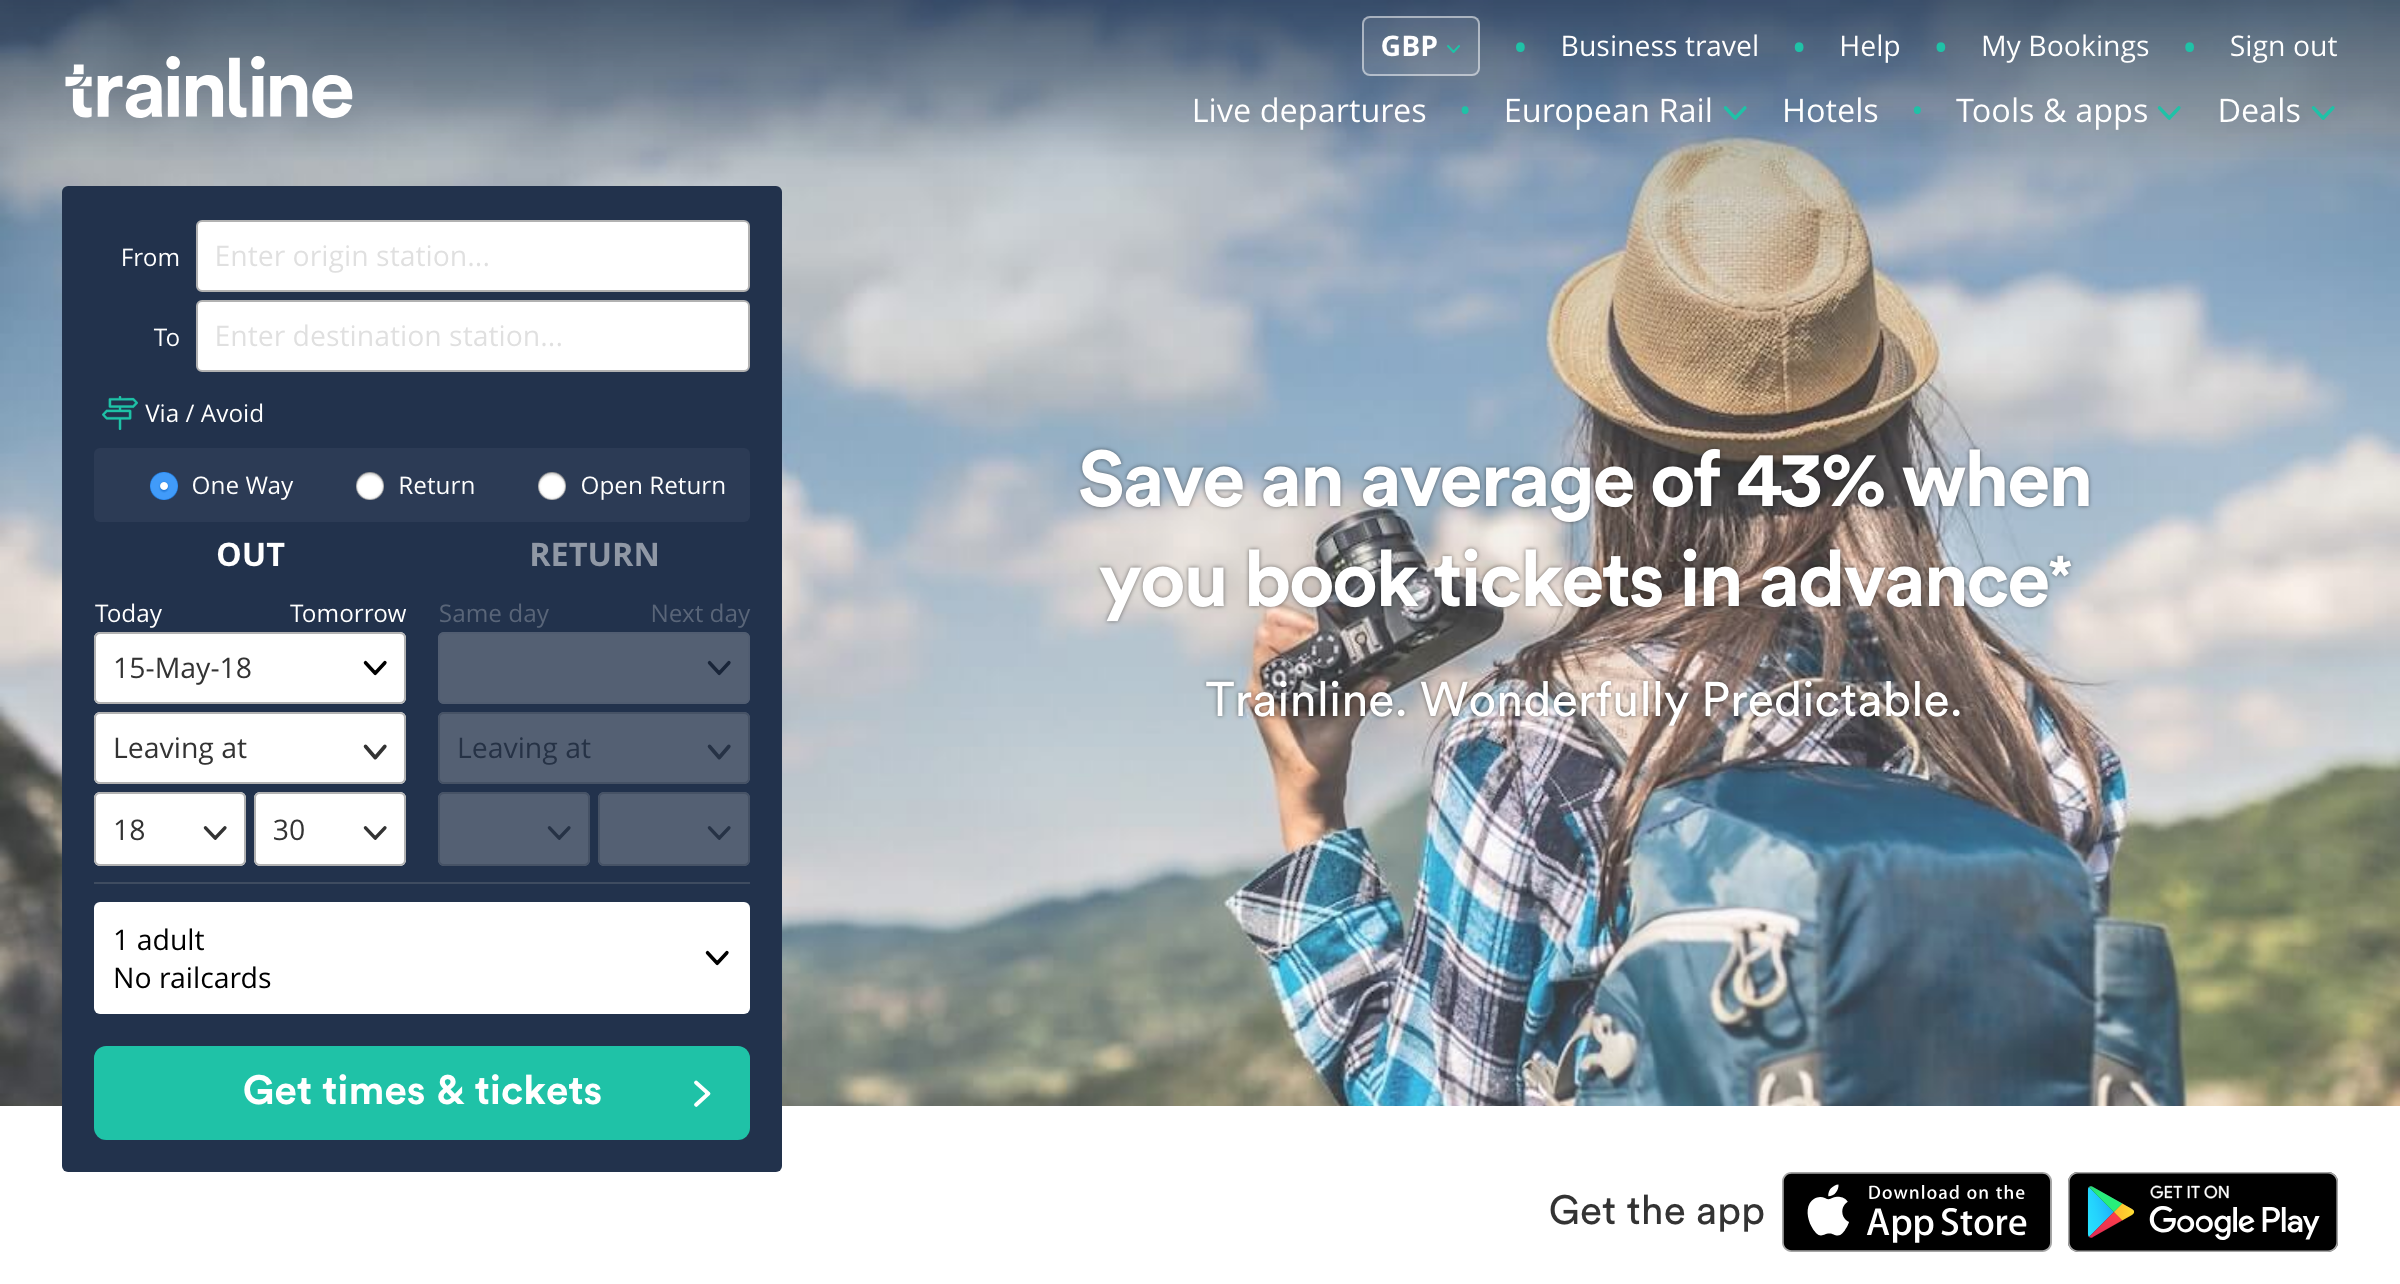 trainline
GBP
Business travel
Help
My Bookings
Sign out
Live departures
European Rail
Hotels
Tools & apps
Deals
From
Enter origin station...
To
Enter destination station...
Via / Avoid
One Way
Return
Open Return
OUT
RETURN
Today
Tomorrow
Same day
Next day
15-May-18
Leaving at
Leaving at
18
30
1 adult
No railcards
Get times & tickets
Save an average of 43% when
you book tickets in advance*
Trainline. Wonderfully Predictable.
Get the app
Download on the
App Store
GET IT ON
Google Play